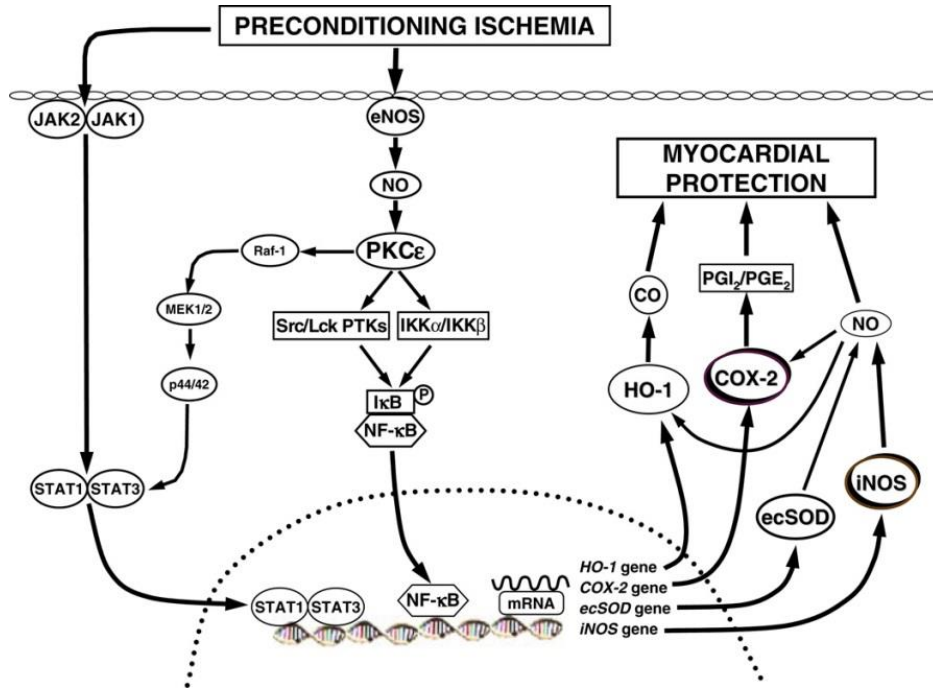 PRECONDITIONING ISCHEMIA
JAK2 JAK1
eNOS
MYOCARDIAL
PROTECTION
NO
PKCε
Raf-1
CO
PGI₂/PGE₂
MEK1/2
NO
Src/Lck PTKs
IKKα/IKKβ
HO-1
COX-2
p44/42
IκB
P
NF-κB
STAT1 STAT3
iNOS
ecSOD
HO-1 gene
COX-2 gene
ecSOD gene
iNOS gene
STAT1 STAT3
NF-κB
mRNA